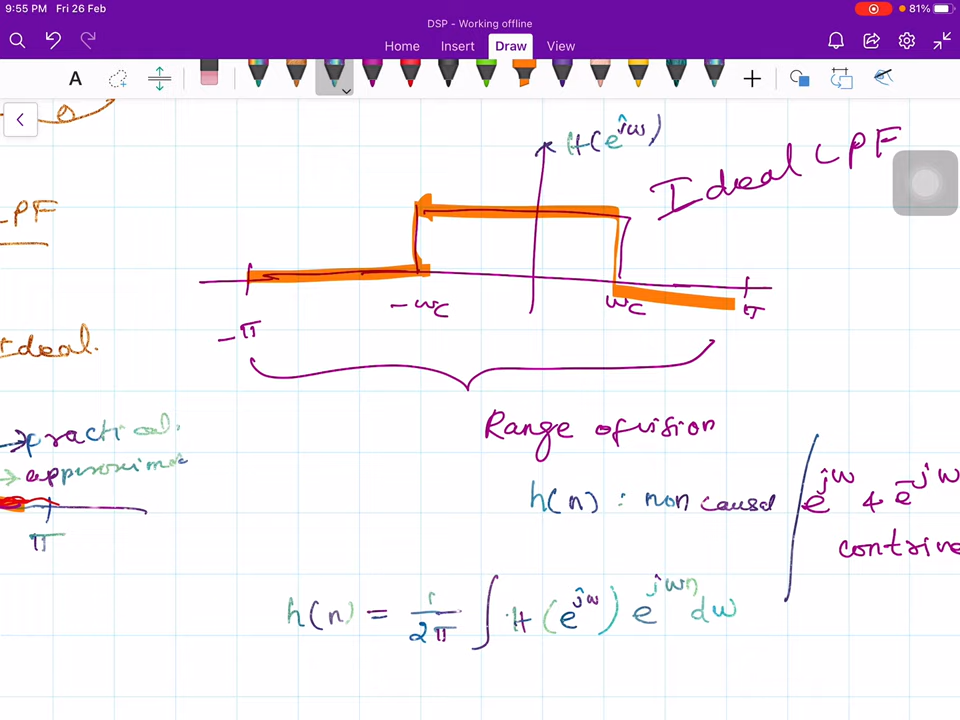 9:55 PM Fri 26 Feb
81%
DSP - Working offline
Home Insert Draw View
A
H(e^jω)
Ideal LPF
LPF
-ωc
ωc
-π
π
Ideal.
Range of vision
→practical.
→ approximate
π
h(n) : non causal
e^jω & e^-jω
h(n) = 1/2π ∫ H(e^jω) e^jωn dω